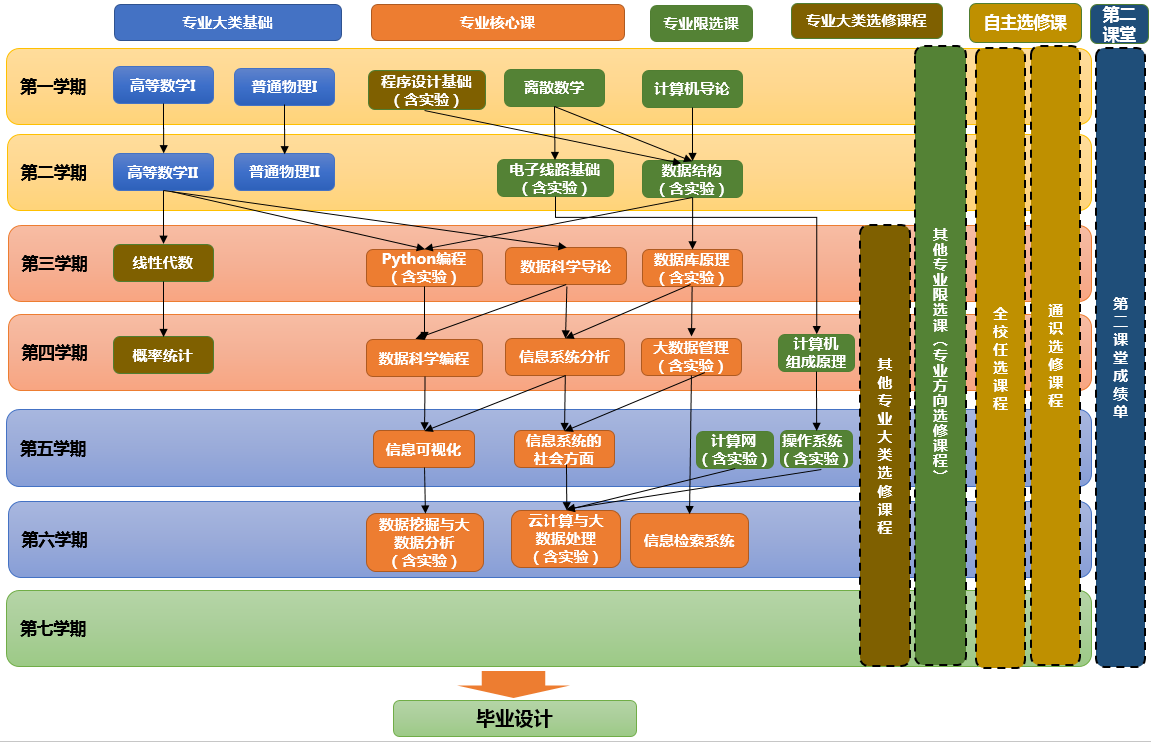 专业大类基础
专业核心课
专业限选课
专业大类选修课程
自主选修课
第二
课堂
第一学期
高等数学I
普通物理I
程序设计基础
（含实验）
离散数学
计算机导论
第二学期
高等数学II
普通物理II
电子线路基础
（含实验）
数据结构
（含实验）
第三学期
线性代数
Python编程
（含实验）
数据科学导论
数据库原理
（含实验）
第四学期
概率统计
数据科学编程
信息系统分析
大数据管理
（含实验）
计算机
组成原理
第五学期
信息可视化
信息系统的
社会方面
计算网
（含实验）
操作系统
（含实验）
第六学期
数据挖掘与大
数据分析
（含实验）
云计算与大
数据处理
（含实验）
信息检索系统
第七学期
其他专业大类选修课程
其他专业限选课（专业方向选修课程）
全校任选课程
通识选修课程
第二课堂成绩单
毕业设计